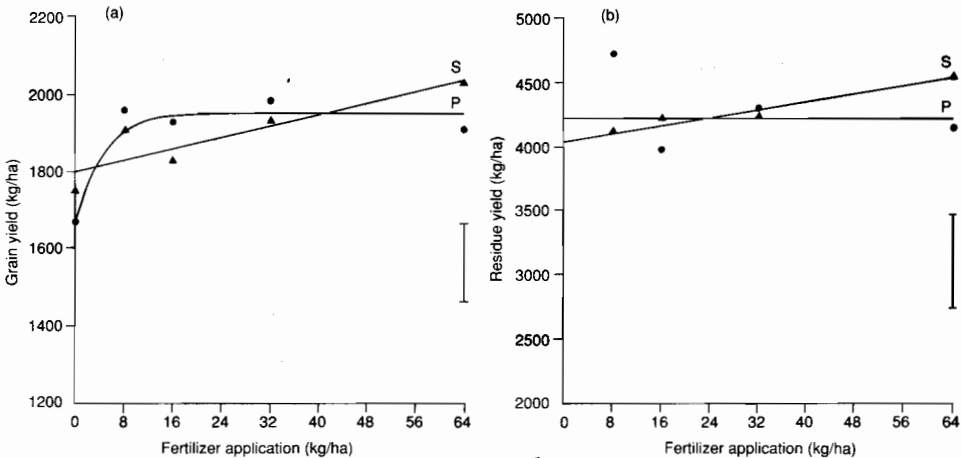 (a)
2200
2000
1800
1600
1400
1200
Grain yield (kg/ha)
S
P
0 8 16 24 32 40 48 56 64
Fertilizer application (kg/ha)
(b)
5000
4500
4000
3500
3000
2500
2000
Residue yield (kg/ha)
S
P
0 8 16 24 32 40 48 56 64
Fertilizer application (kg/ha)